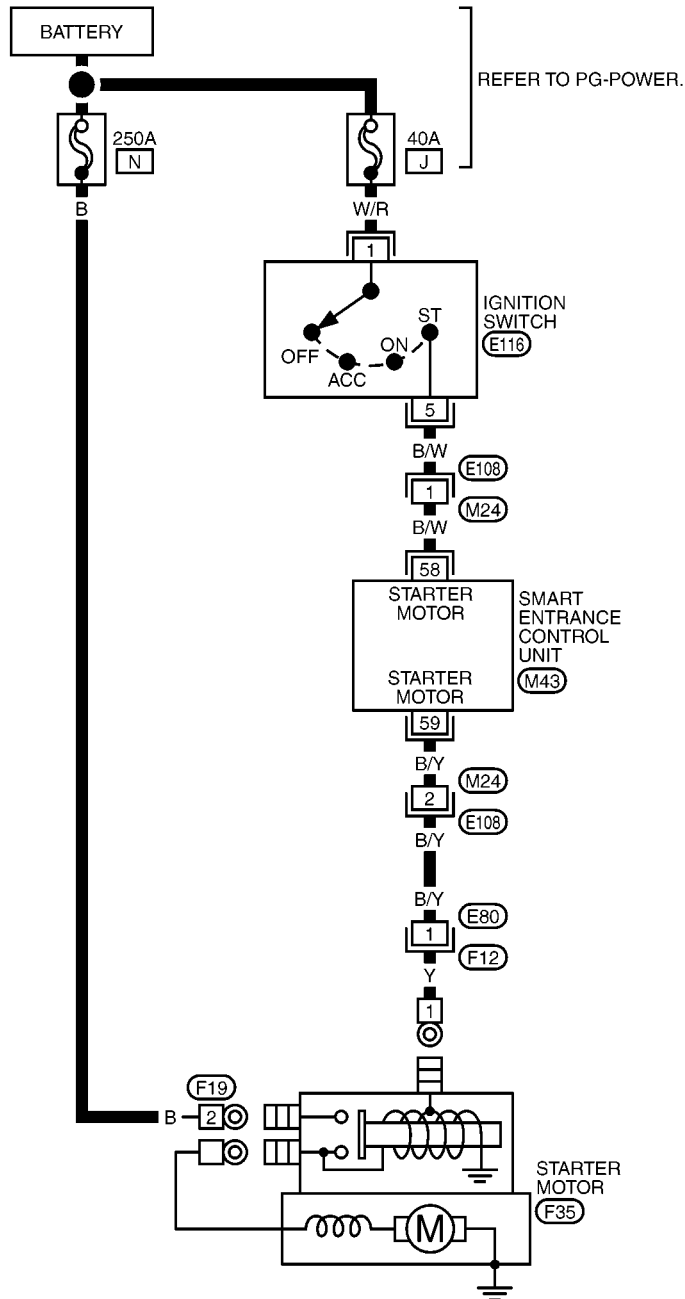 BATTERY
REFER TO PG-POWER.
250A
N
40A
J
B
W/R
1
IGNITION
SWITCH
E116
ST
OFF
ON
ACC
5
B/W
E108
1
M24
B/W
58
STARTER
MOTOR
SMART
ENTRANCE
CONTROL
UNIT
M43
STARTER
MOTOR
59
B/Y
M24
2
E108
B/Y
B/Y
E80
1
F12
Y
1
F19
B
2
STARTER
MOTOR
F35
M